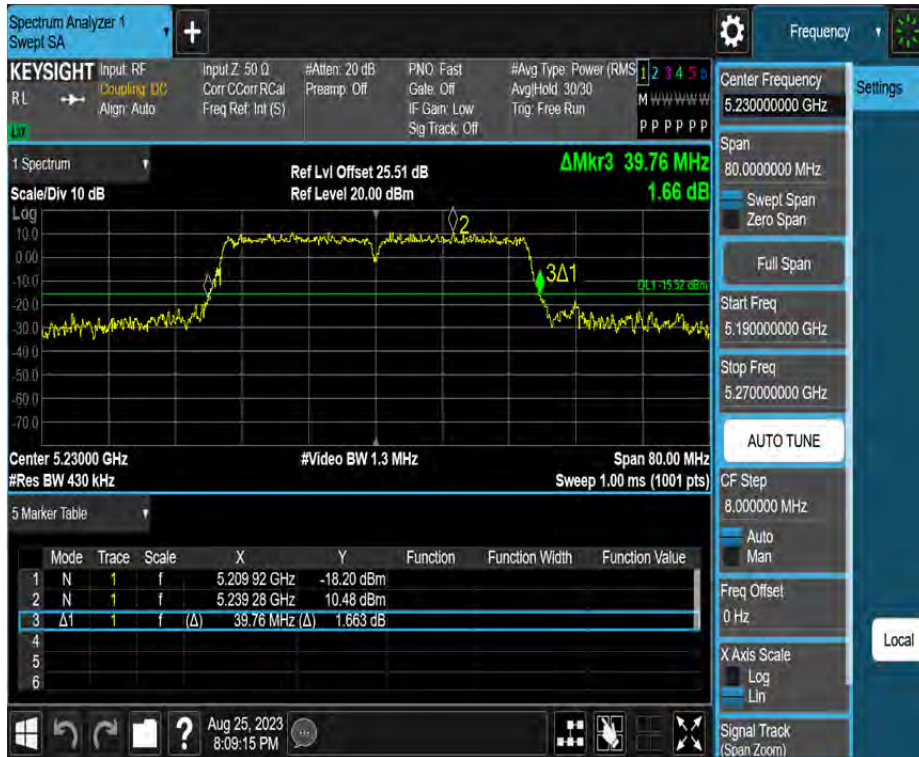 Spectrum Analyzer 1
Swept SA
+
Frequency
KEYSIGHT
RL
Input: RF
Coupling: DC
Align: Auto
Input Z: 50 Ω
Corr CCorr RCal
Freq Ref: Int (S)
#Atten: 20 dB
Preamp: Off
PNO: Fast
Gate: Off
IF Gain: Low
Sig Track: Off
#Avg Type: Power (RMS
Avg|Hold: 30/30
Trig: Free Run
1 2 3 4 5 6
M W W W W W
P P P P P P
1 Spectrum
Scale/Div 10 dB
Ref Lvl Offset 25.51 dB
Ref Level 20.00 dBm
ΔMkr3 39.76 MHz
1.66 dB
Log
10.0
0.00
-10.0
-20.0
-30.0
-40.0
-50.0
-60.0
-70.0
2
3Δ1
DL1 -15.52 dBm
Center 5.23000 GHz
#Res BW 430 kHz
#Video BW 1.3 MHz
Span 80.00 MHz
Sweep 1.00 ms (1001 pts)
5 Marker Table
Mode Trace Scale X Y Function Function Width Function Value
1 N 1 f 5.209 92 GHz -18.20 dBm
2 N 1 f 5.239 28 GHz 10.48 dBm
3 Δ1 1 f (Δ) 39.76 MHz (Δ) 1.663 dB
4
5
6
?
Aug 25, 2023
8:09:15 PM
Center Frequency
5.230000000 GHz
Settings
Span
80.0000000 MHz
Swept Span
Zero Span
Full Span
Start Freq
5.190000000 GHz
Stop Freq
5.270000000 GHz
AUTO TUNE
CF Step
8.000000 MHz
Auto
Man
Freq Offset
0 Hz
Local
X Axis Scale
Log
Lin
Signal Track
(Span Zoom)